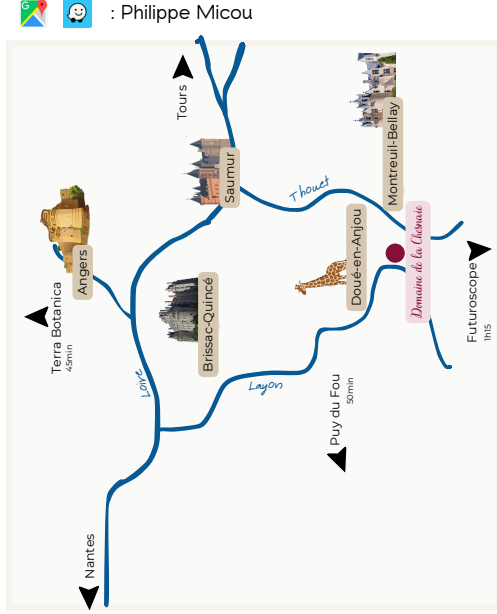 G
: Philippe Micou
Tours
Saumur
Thouet
Montreuil-Bellay
Angers
Terra Botanica
45min
Brissac-Quincé
Doué-en-Anjou
Domaine de la Chesnaie
Futuroscope
1h15
Loire
Layon
Puy du Fou
50min
Nantes